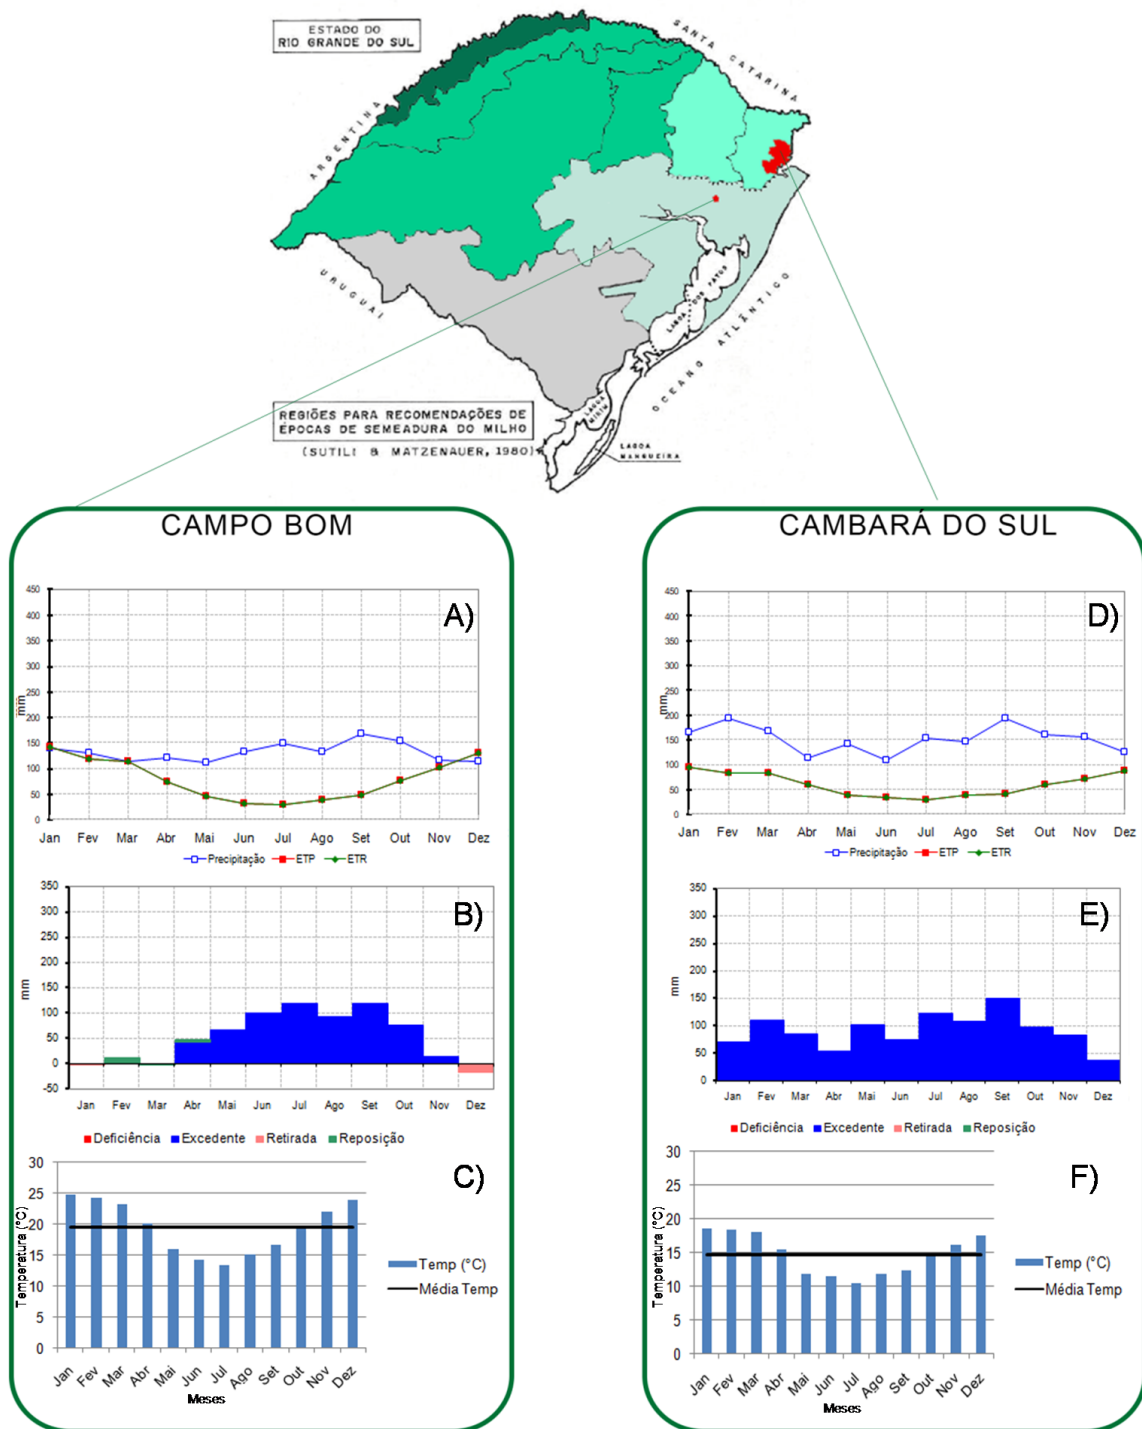 ESTADO DO
RIO GRANDE DO SUL
SANTA CATARINA
ARGENTINA
URUGUAI
LAGOA DOS PATOS
OCEANO ATLÂNTICO
LAGOA
MIRIM
LAGOA
MANGUEIRA
REGIÕES PARA RECOMENDAÇÕES DE
ÉPOCAS DE SEMEADURA DO MILHO
(SUTILI & MATZENAUER, 1980)
CAMPO BOM
A)
450
400
350
300
250
200
150
100
50
0
mm
Jan Fev Mar Abr Mai Jun Jul Ago Set Out Nov Dez
Precipitação ETP ETR
B)
350
300
250
200
150
100
50
0
-50
mm
Jan Fev Mar Abr Mai Jun Jul Ago Set Out Nov Dez
Deficiência Excedente Retirada Reposição
C)
30
25
20
15
10
5
0
Temperatura (°C)
Jan Fev Mar Abr Mai Jun Jul Ago Set Out Nov Dez
Meses
Temp (°C)
Média Temp
CAMBARÁ DO SUL
D)
450
400
350
300
250
200
150
100
50
0
mm
Jan Fev Mar Abr Mai Jun Jul Ago Set Out Nov Dez
Precipitação ETP ETR
E)
350
300
250
200
150
100
50
0
mm
Jan Fev Mar Abr Mai Jun Jul Ago Set Out Nov Dez
Deficiência Excedente Retirada Reposição
F)
30
25
20
15
10
5
0
Temperatura (°C)
Jan Fev Mar Abr Mai Jun Jul Ago Set Out Nov Dez
Meses
Temp (°C)
Média Temp